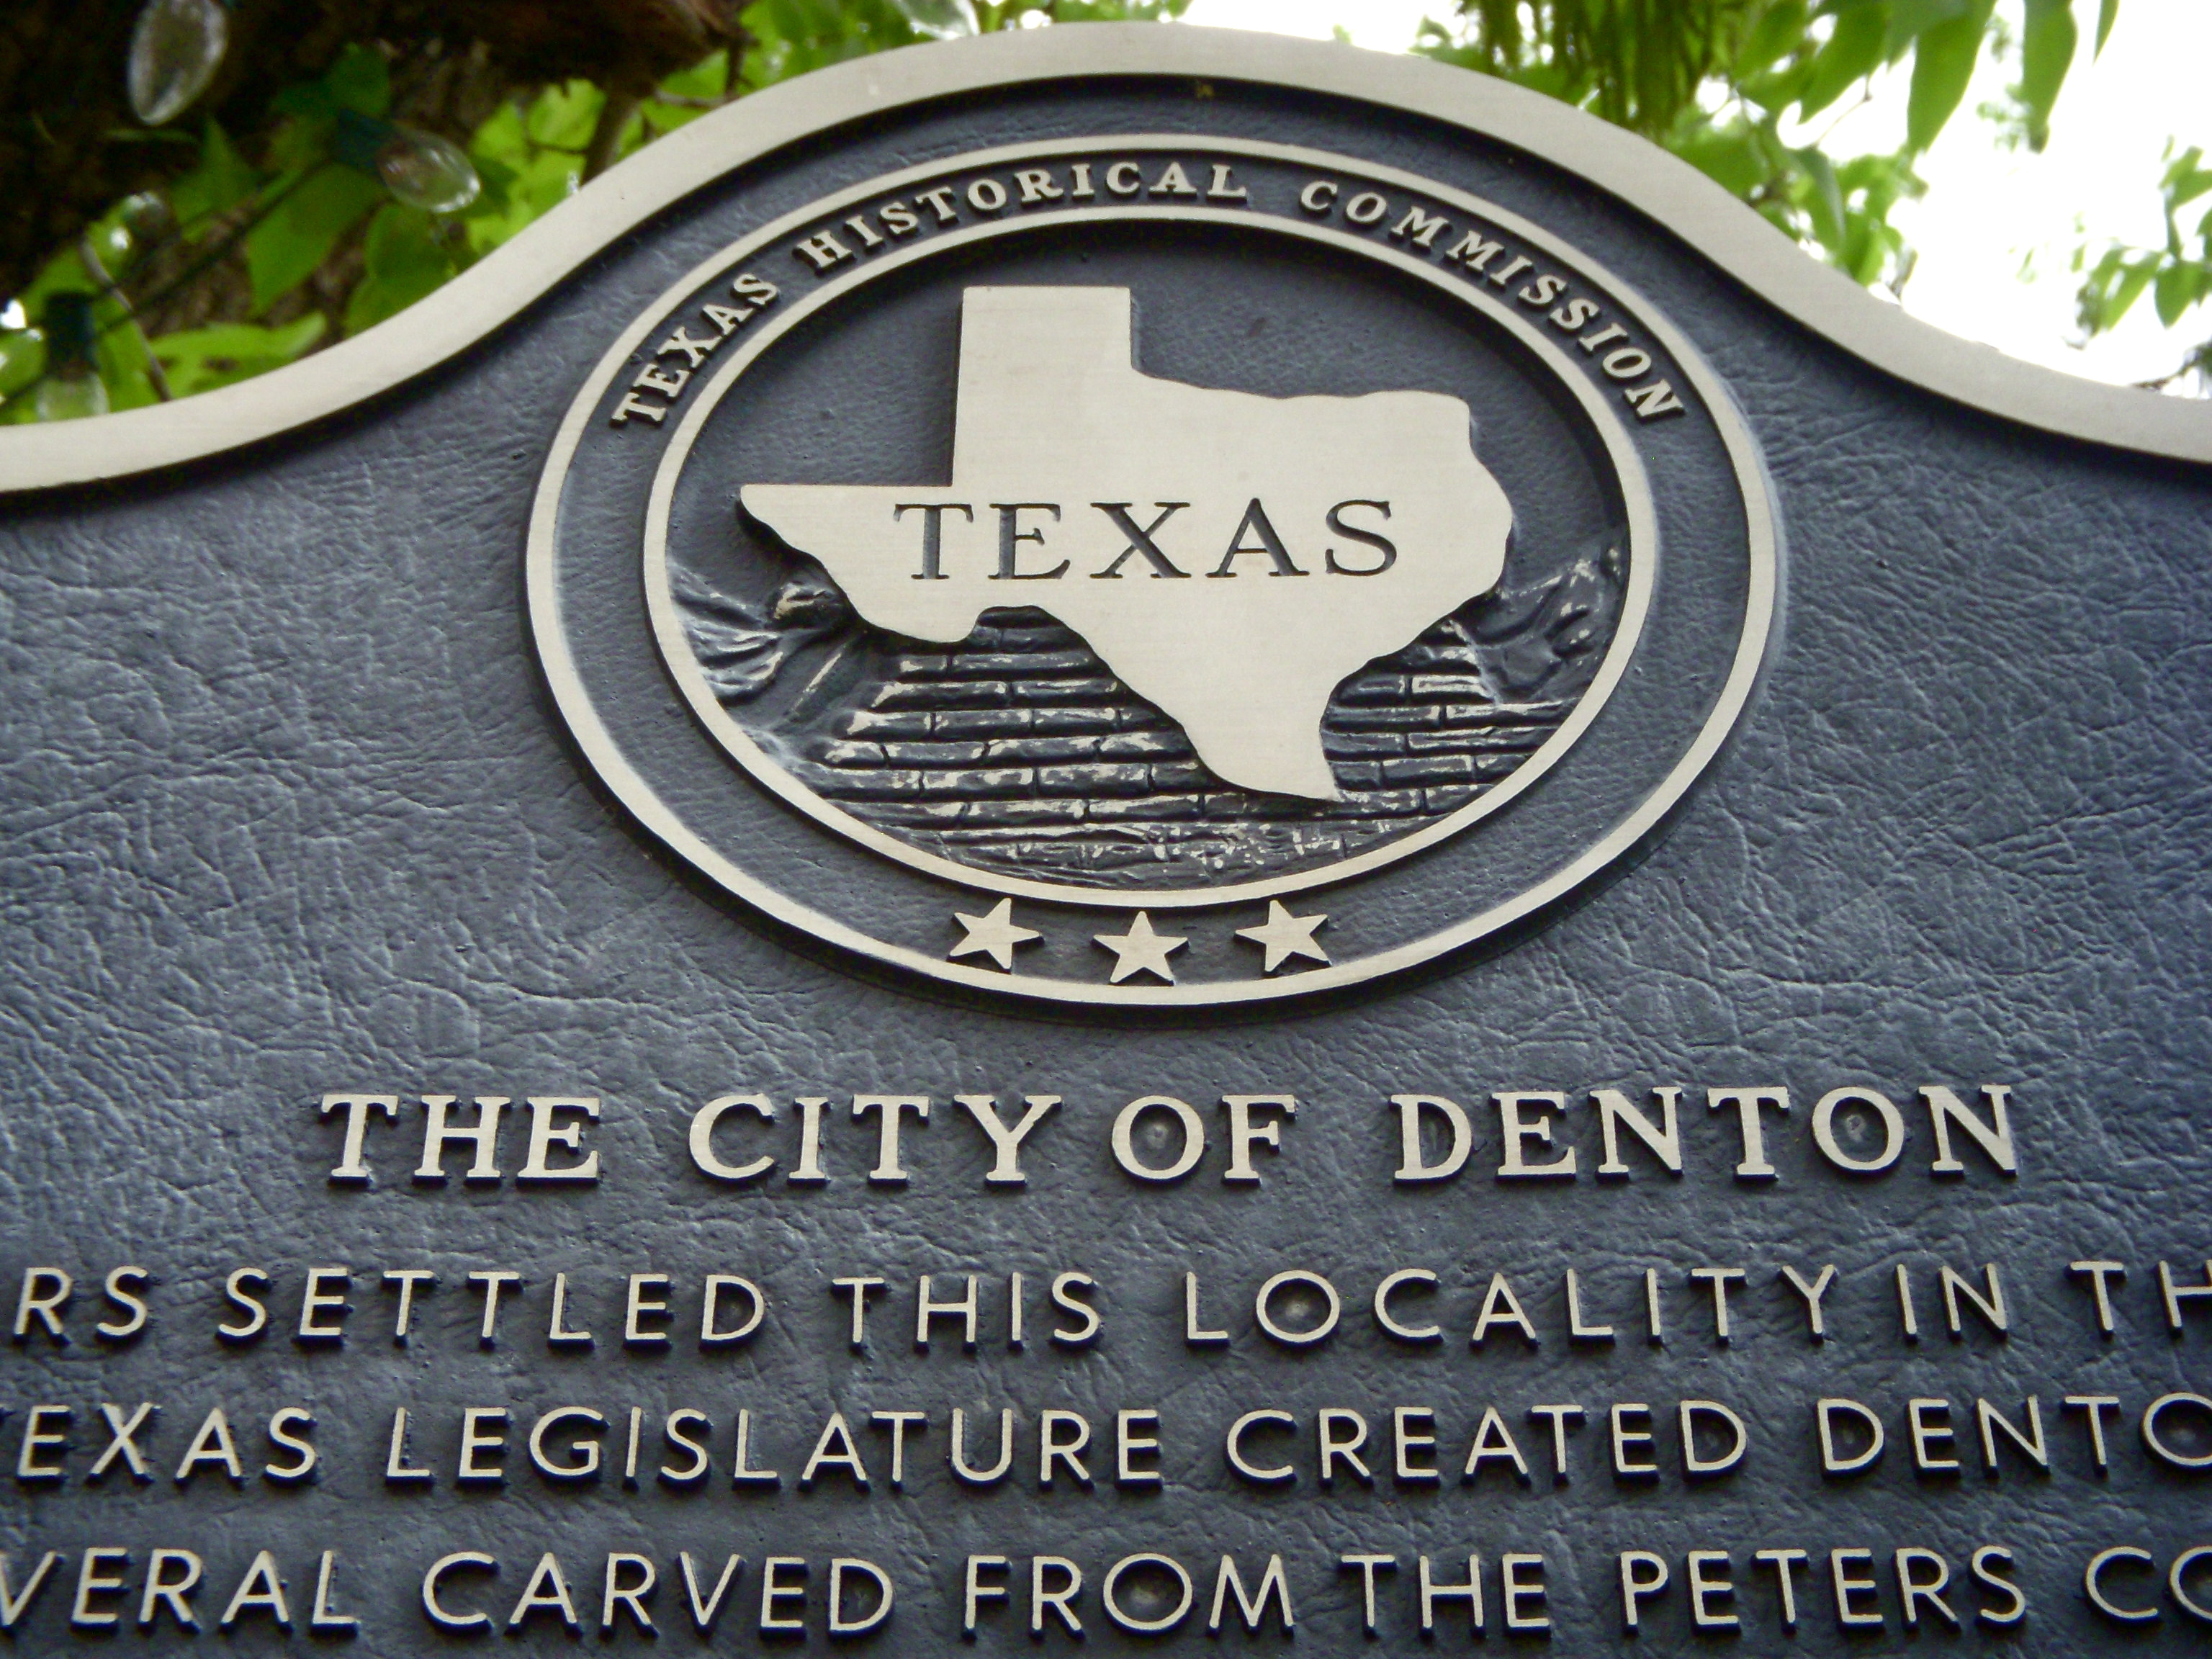 TEXAS HISTORICAL COMMISSION
TEXAS
THE CITY OF DENTON
RS SETTLED THIS LOCALITY IN TH
EXAS LEGISLATURE CREATED DENTO
VERAL CARVED FROM THE PETERS CO